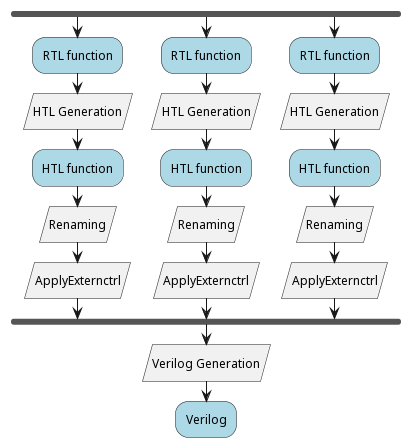 RTL function RTL function RTL function
HTL Generation HTL Generation HTL Generation
HTL function HTL function HTL function
Renaming Renaming Renaming
ApplyExternctrl ApplyExternctrl ApplyExternctrl
Verilog Generation
Verilog